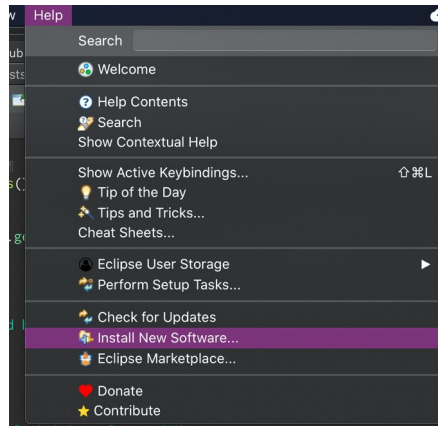 Help
Search
Welcome
Help Contents
Search
Show Contextual Help
Show Active Keybindings... ⇧⌘L
Tip of the Day
Tips and Tricks...
Cheat Sheets...
Eclipse User Storage
Perform Setup Tasks...
Check for Updates
Install New Software...
Eclipse Marketplace...
Donate
Contribute